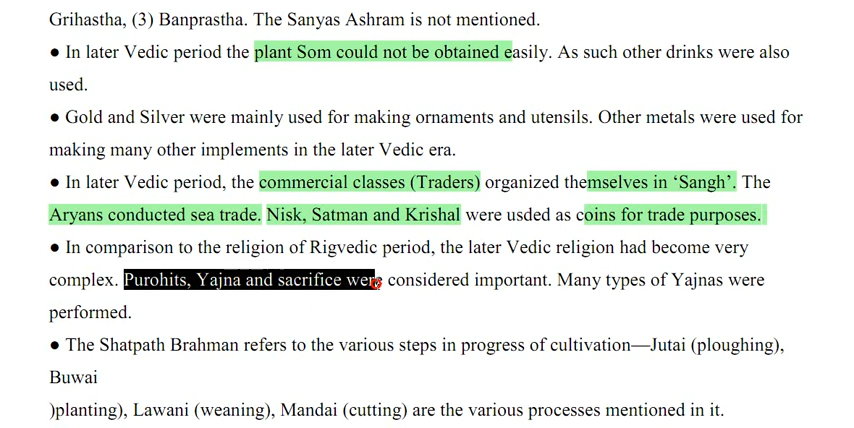 Grihastha, (3) Banprastha. The Sanyas Ashram is not mentioned.
● In later Vedic period the plant Som could not be obtained easily. As such other drinks were also
used.
● Gold and Silver were mainly used for making ornaments and utensils. Other metals were used for
making many other implements in the later Vedic era.
● In later Vedic period, the commercial classes (Traders) organized themselves in ‘Sangh’. The
Aryans conducted sea trade. Nisk, Satman and Krishal were usded as coins for trade purposes.
● In comparison to the religion of Rigvedic period, the later Vedic religion had become very
complex. Purohits, Yajna and sacrifice were considered important. Many types of Yajnas were
performed.
● The Shatpath Brahman refers to the various steps in progress of cultivation—Jutai (ploughing),
Buwai
)planting), Lawani (weaning), Mandai (cutting) are the various processes mentioned in it.